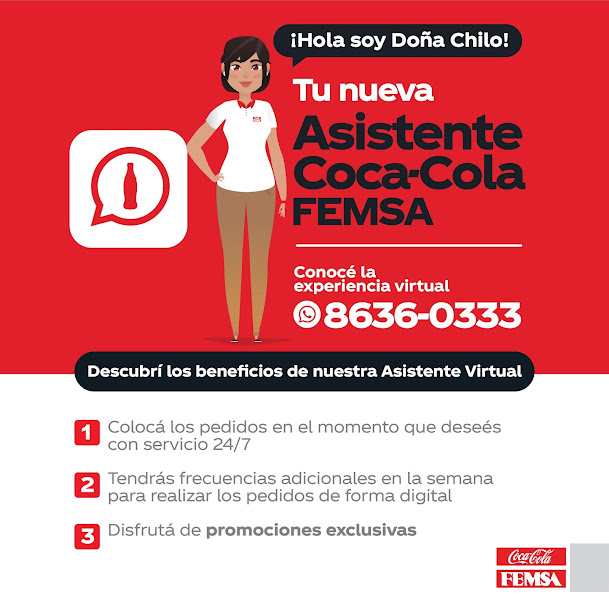 ¡Hola soy Doña Chilo!
Tu nueva
Asistente
Coca-Cola
FEMSA
Conocé la
experiencia virtual
8636-0333
Descubrí los beneficios de nuestra Asistente Virtual
1 Colocá los pedidos en el momento que deseés
con servicio 24/7
2 Tendrás frecuencias adicionales en la semana
para realizar los pedidos de forma digital
3 Disfrutá de promociones exclusivas
Coca-Cola
FEMSA